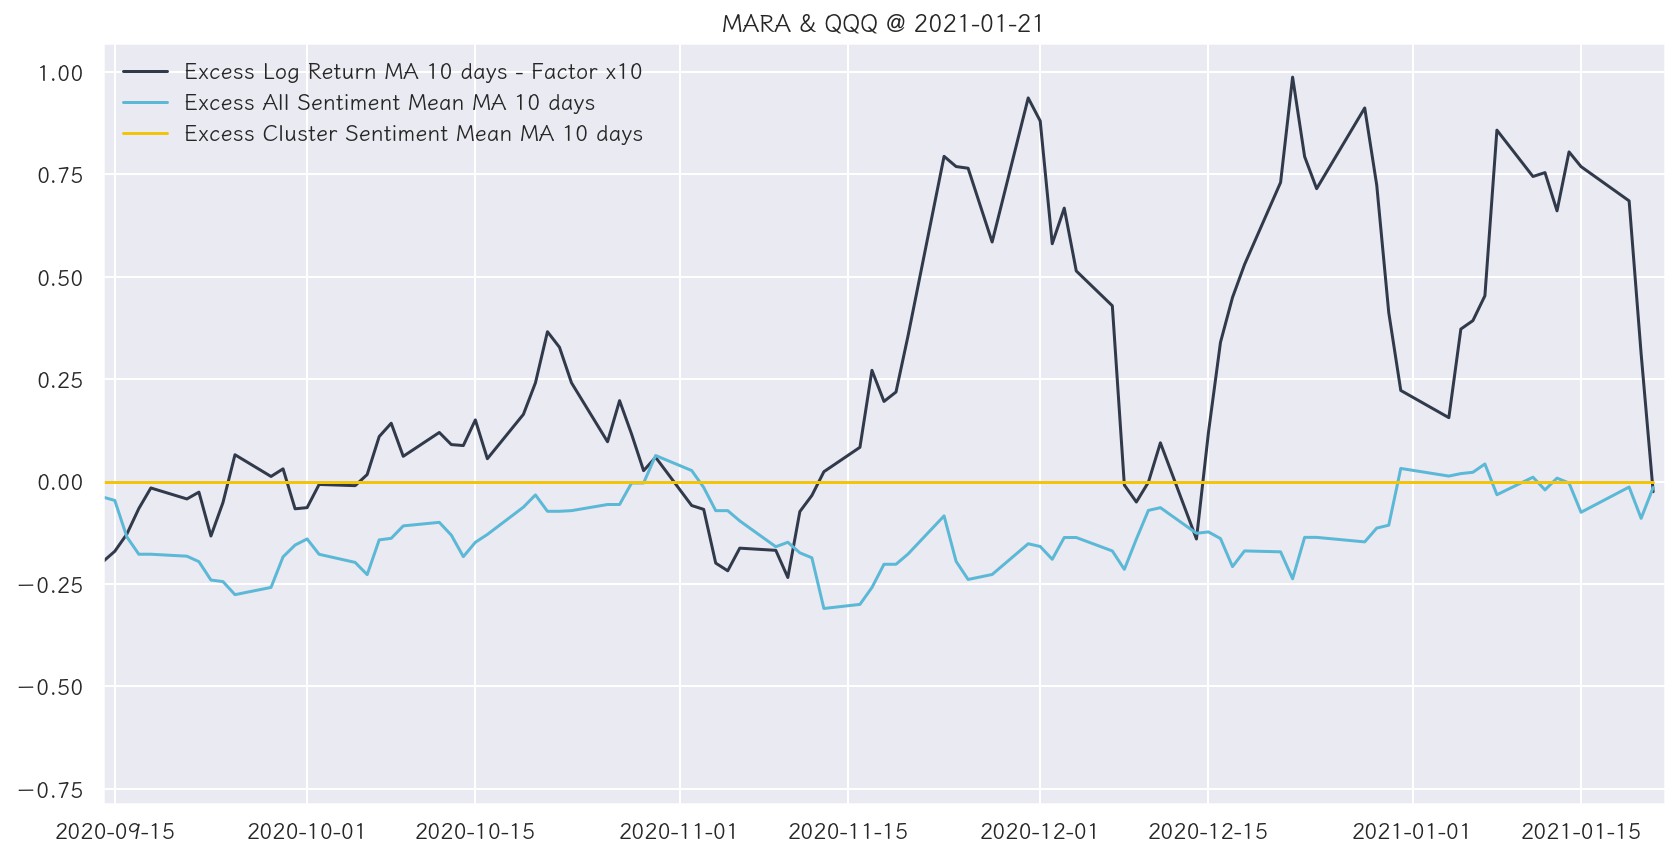 MARA & QQQ @ 2021-01-21
Excess Log Return MA 10 days - Factor x10
Excess All Sentiment Mean MA 10 days
Excess Cluster Sentiment Mean MA 10 days
1.00
0.75
0.50
0.25
0.00
−0.25
−0.50
−0.75
2020-09-15 2020-10-01 2020-10-15 2020-11-01 2020-11-15 2020-12-01 2020-12-15 2021-01-01 2021-01-15